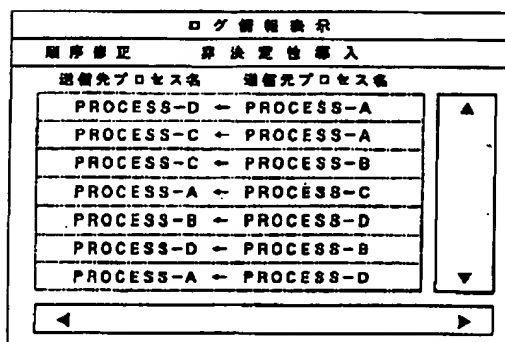 ログ情報表示
順序修正 非決定性導入
送信先プロセス名 送信元プロセス名
PROCESS-D ← PROCESS-A
PROCESS-C ← PROCESS-A
PROCESS-C ← PROCESS-B
PROCESS-A ← PROCESS-C
PROCESS-B ← PROCESS-D
PROCESS-D ← PROCESS-B
PROCESS-A ← PROCESS-D